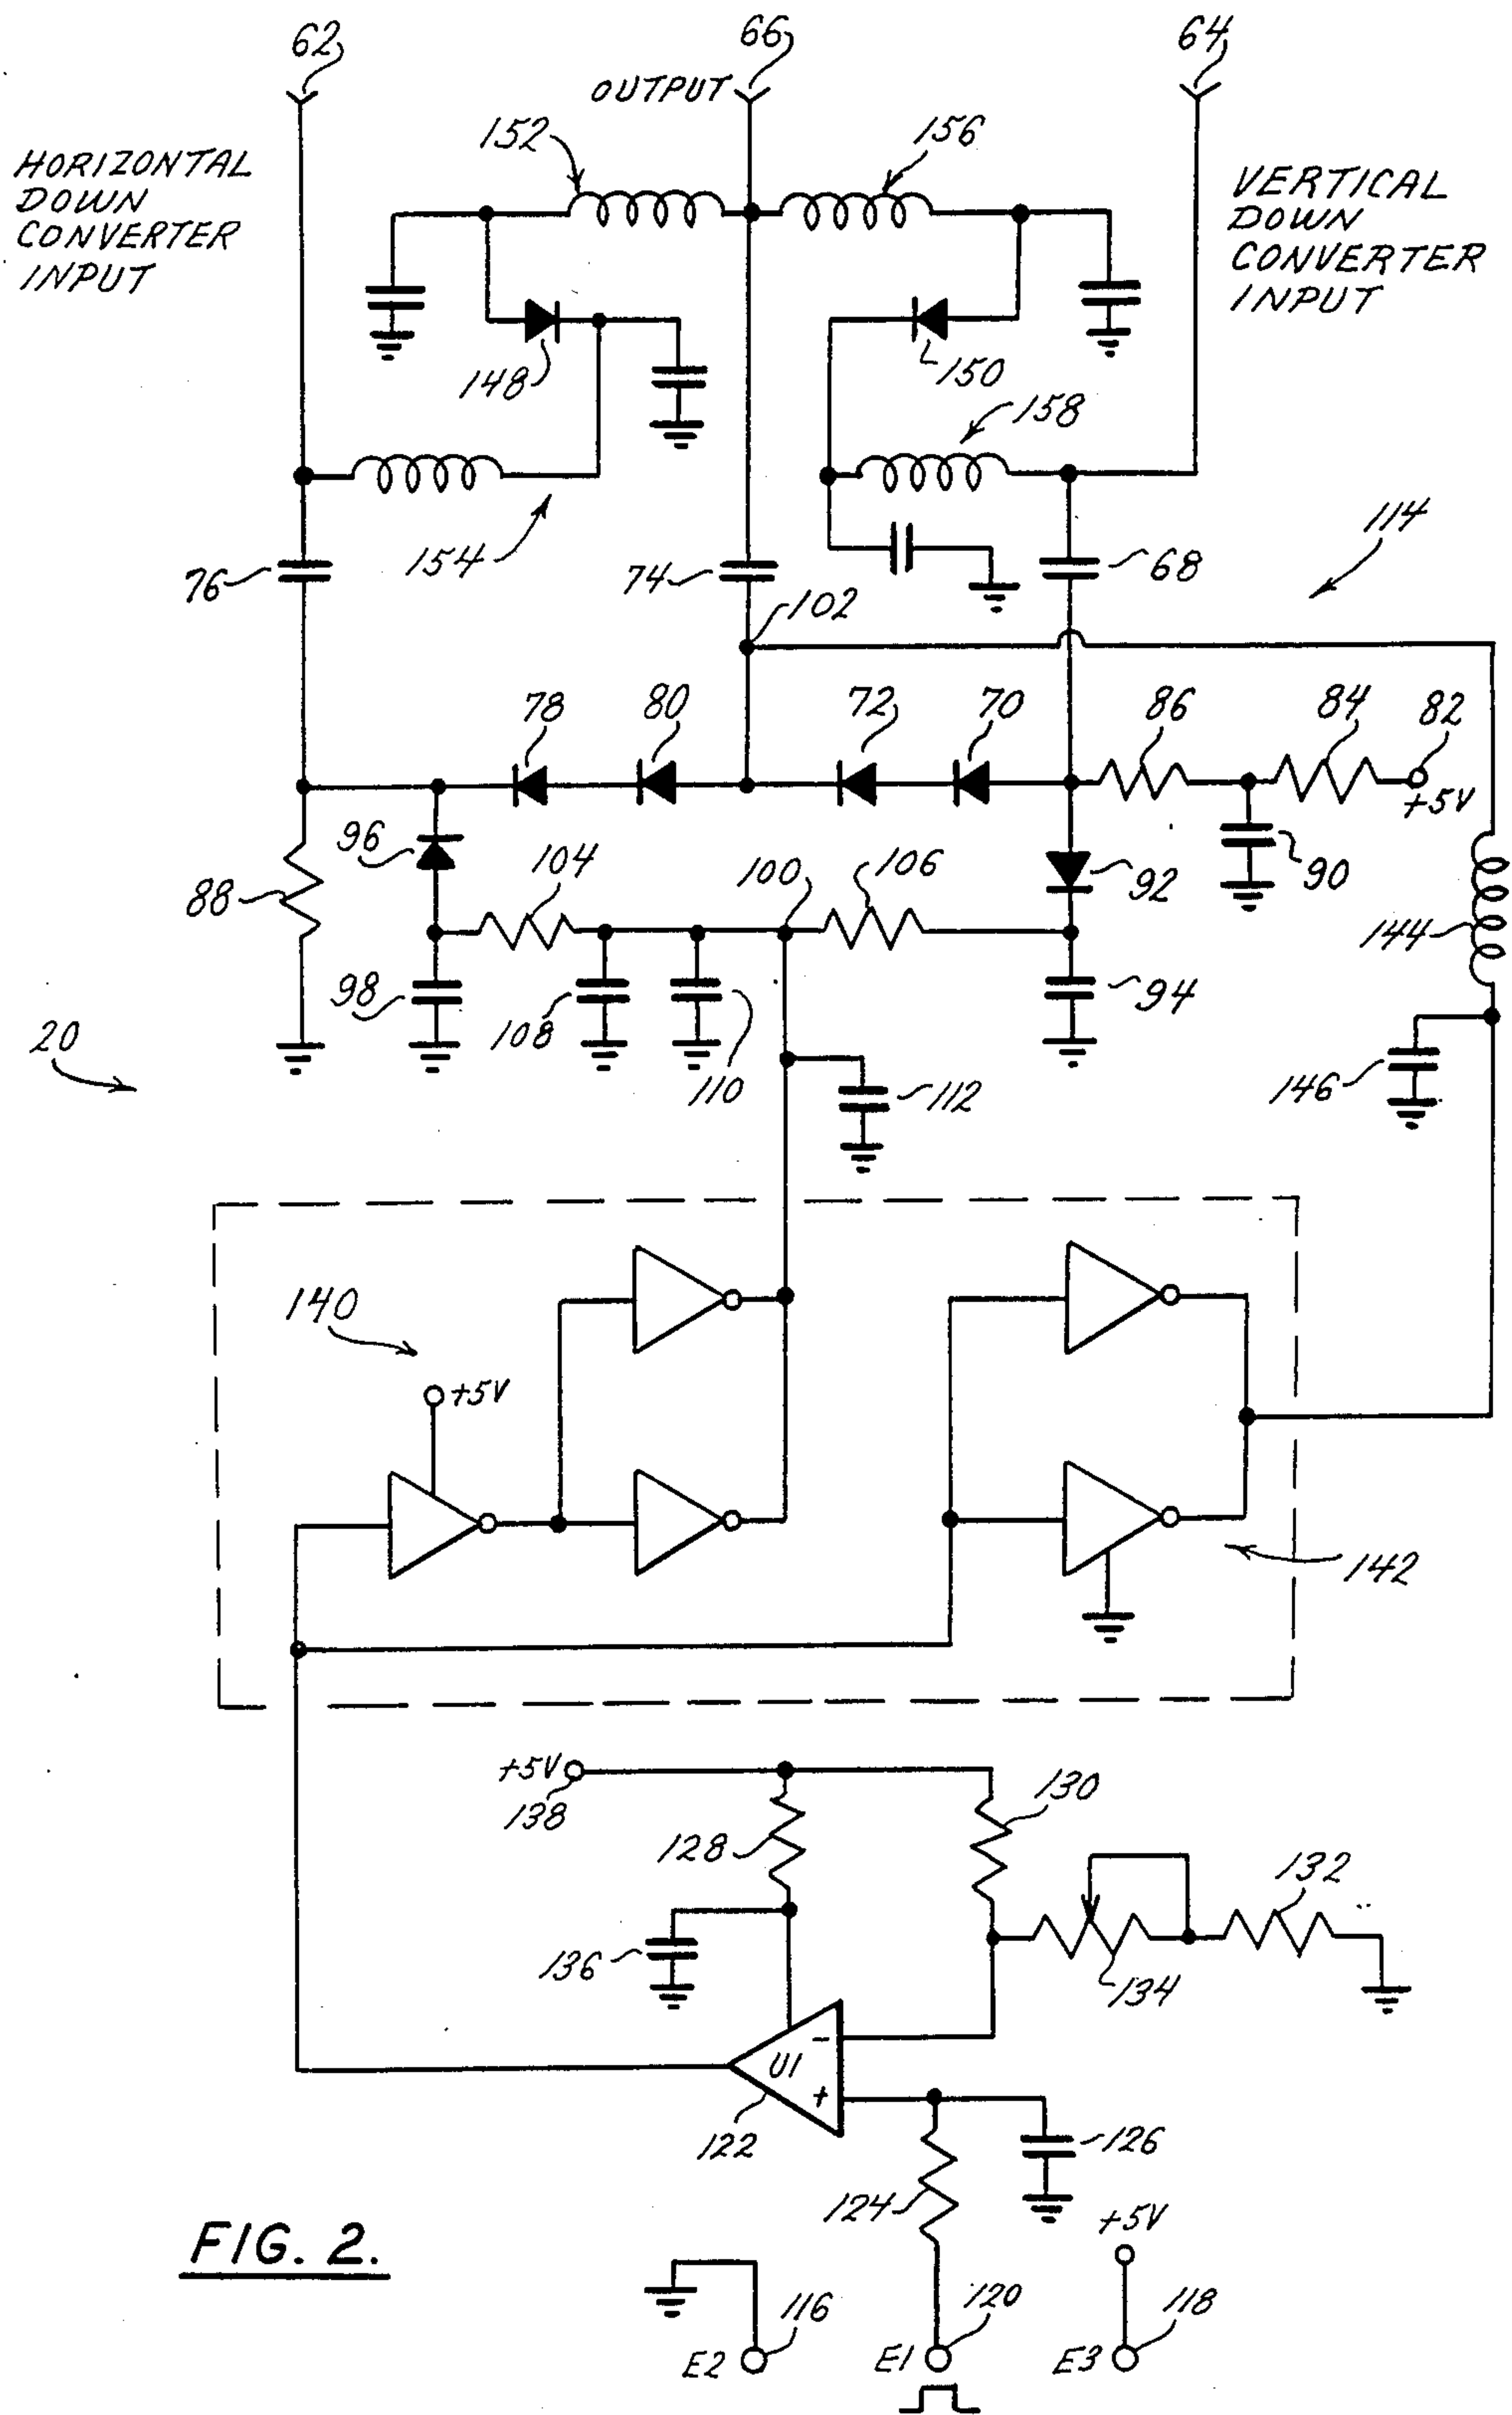 62
66
64
OUTPUT
152
156
HORIZONTAL
DOWN
CONVERTER
INPUT
VERTICAL
DOWN
CONVERTER
INPUT
148
150
158
154
114
76
74
68
102
78
80
72
70
86
84
82
+5V
96
104
100
106
92
90
88
144
98
108
110
94
20
112
146
140
+5V
142
+5V
138
130
128
132
136
134
-
U1
+
122
126
124
+5V
FIG. 2.
116
120
118
E2
E1
E3